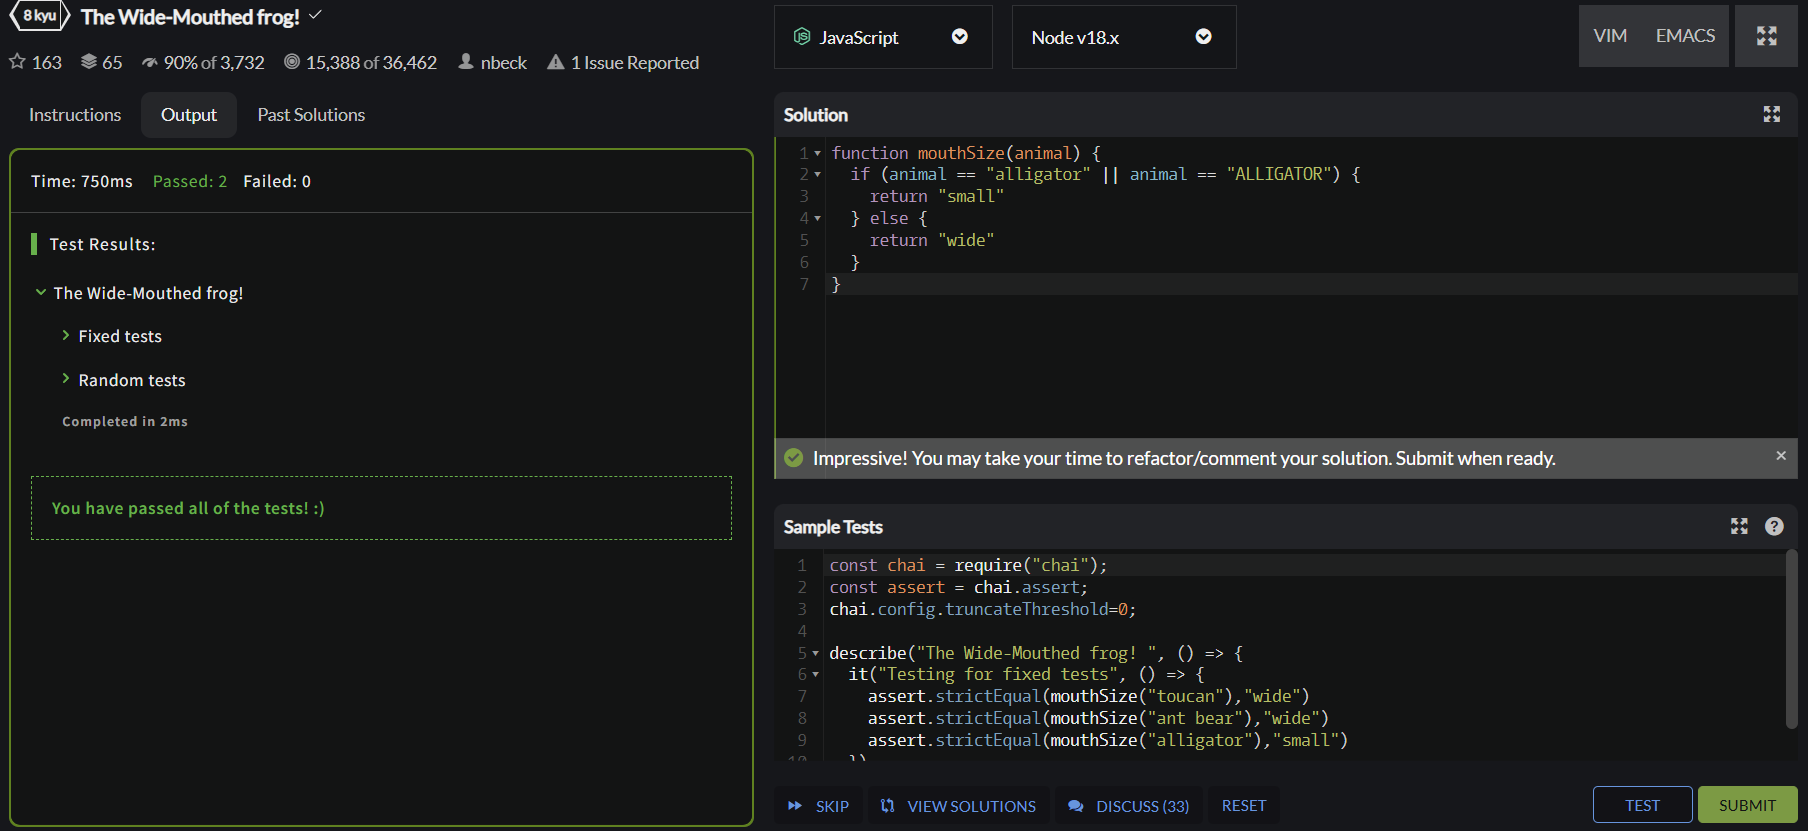 8 kyu The Wide-Mouthed frog!
163 65 90% of 3,732 15,388 of 36,462 nbeck 1 Issue Reported
Instructions Output Past Solutions
Time: 750ms Passed: 2 Failed: 0
Test Results:
The Wide-Mouthed frog!
Fixed tests
Random tests
Completed in 2ms
You have passed all of the tests! :)
JavaScript Node v18.x VIM EMACS
Solution
1 function mouthSize(animal) {
2 if (animal == "alligator" || animal == "ALLIGATOR") {
3 return "small"
4 } else {
5 return "wide"
6 }
7 }
Impressive! You may take your time to refactor/comment your solution. Submit when ready. ×
Sample Tests ?
1 const chai = require("chai");
2 const assert = chai.assert;
3 chai.config.truncateThreshold=0;
4
5 describe("The Wide-Mouthed frog! ", () => {
6 it("Testing for fixed tests", () => {
7 assert.strictEqual(mouthSize("toucan"),"wide")
8 assert.strictEqual(mouthSize("ant bear"),"wide")
9 assert.strictEqual(mouthSize("alligator"),"small")
10 })
SKIP VIEW SOLUTIONS DISCUSS (33) RESET TEST SUBMIT